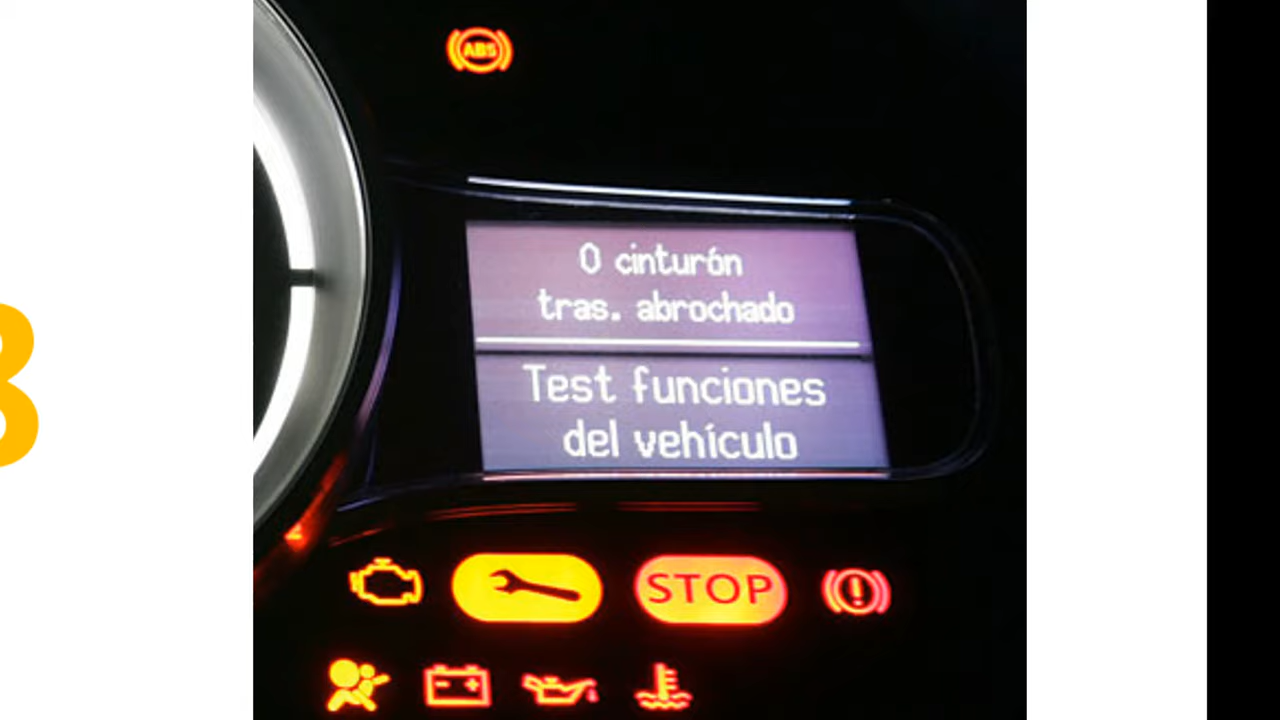 ABS
0 cinturón
tras. abrochado
Test funciones
del vehículo
STOP